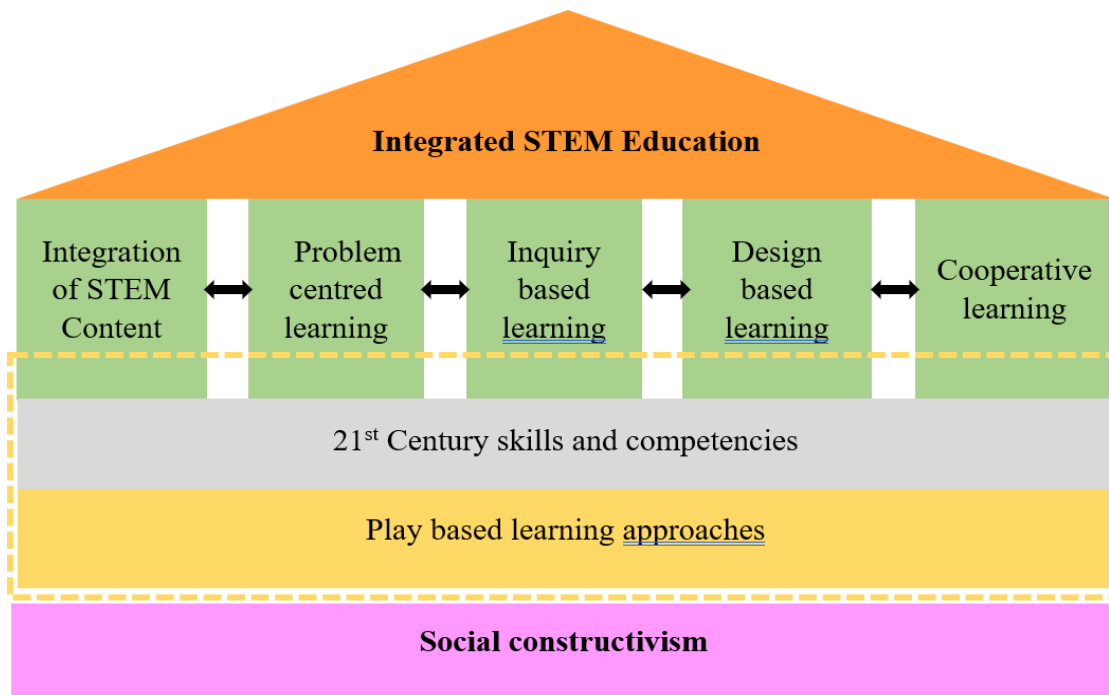 Integrated STEM Education
Integration
of STEM
Content
Problem
centred
learning
Inquiry
based
learning
Design
based
learning
Cooperative
learning
21st Century skills and competencies
Play based learning approaches
Social constructivism